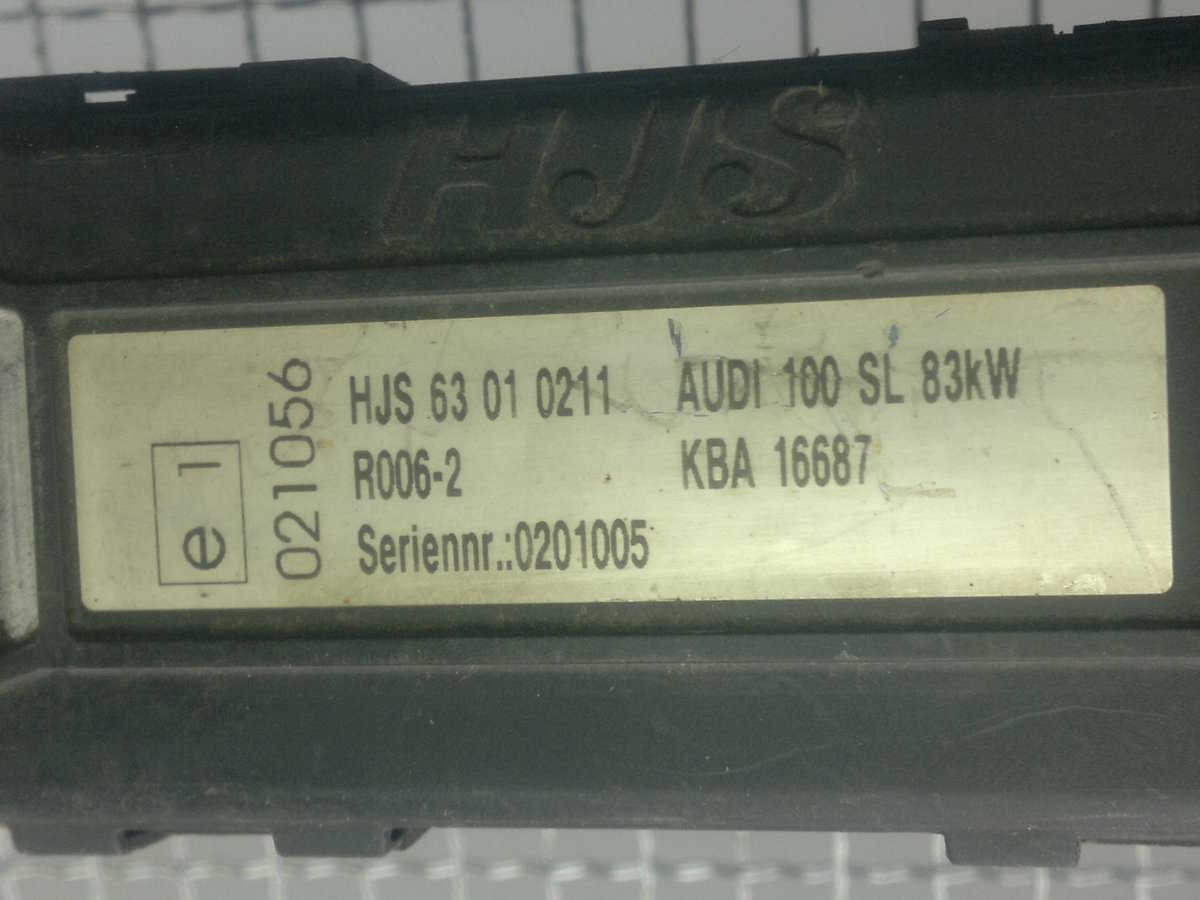 HJS
HJS 63 01 0211 AUDI 100 SL 83kW
R006-2 KBA 16687
Seriennr.:0201005
e 1
021056